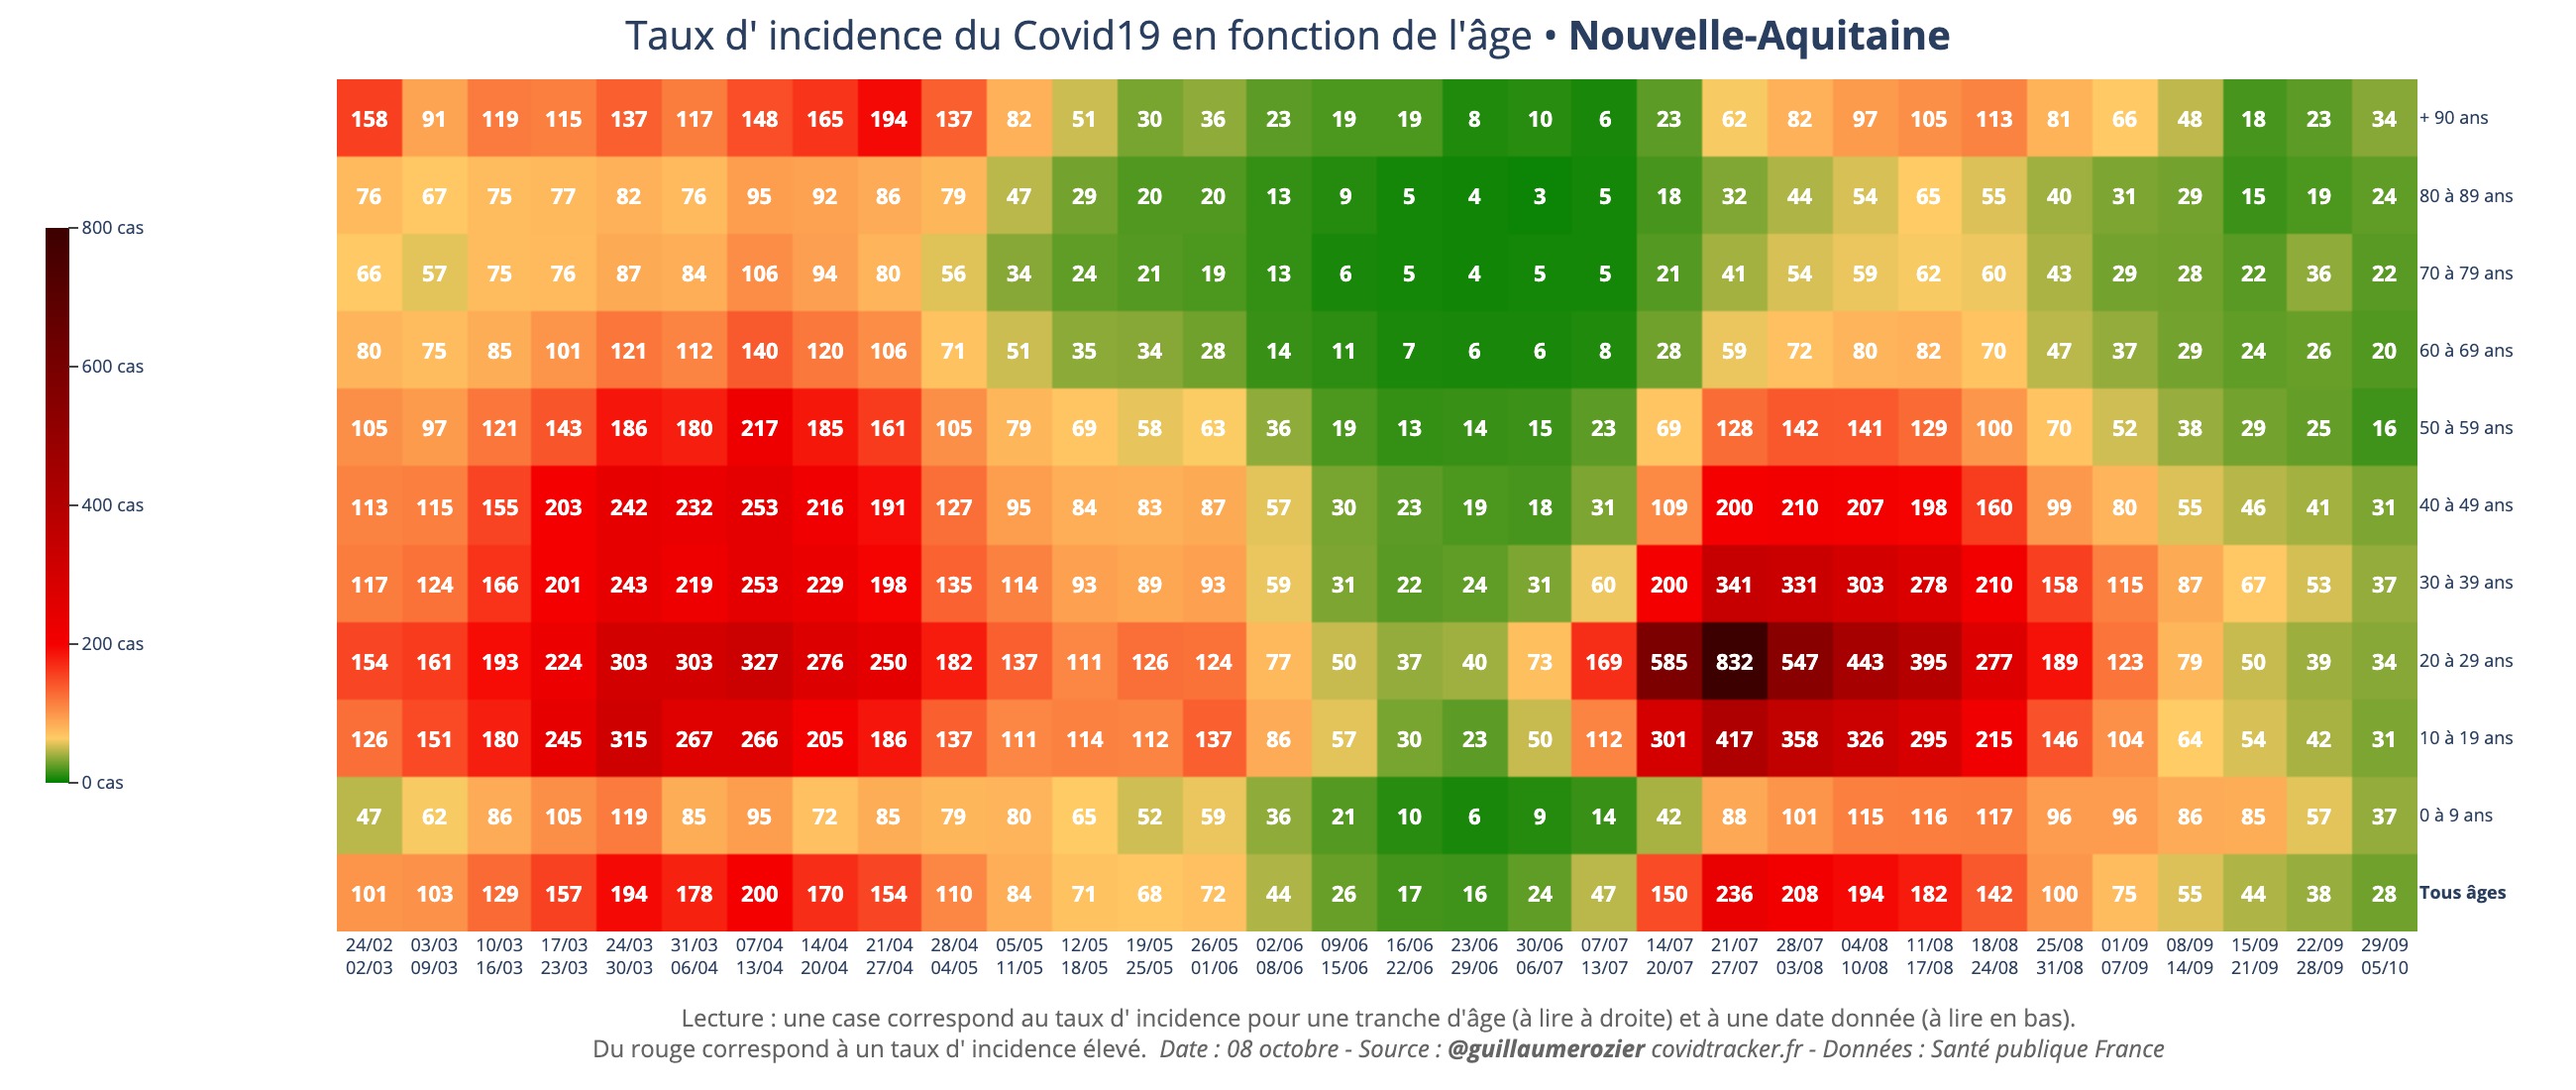 Taux d' incidence du Covid19 en fonction de l'âge • Nouvelle-Aquitaine
158 91 119 115 137 117 148 165 194 137 82 51 30 36 23 19 19 8 10 6 23 62 82 97 105 113 81 66 48 18 23 34 + 90 ans
76 67 75 77 82 76 95 92 86 79 47 29 20 20 13 9 5 4 3 5 18 32 44 54 65 55 40 31 29 15 19 24 80 à 89 ans
800 cas
66 57 75 76 87 84 106 94 80 56 34 24 21 19 13 6 5 4 5 5 21 41 54 59 62 60 43 29 28 22 36 22 70 à 79 ans
80 75 85 101 121 112 140 120 106 71 51 35 34 28 14 11 7 6 6 8 28 59 72 80 82 70 47 37 29 24 26 20 60 à 69 ans
600 cas
105 97 121 143 186 180 217 185 161 105 79 69 58 63 36 19 13 14 15 23 69 128 142 141 129 100 70 52 38 29 25 16 50 à 59 ans
400 cas
113 115 155 203 242 232 253 216 191 127 95 84 83 87 57 30 23 19 18 31 109 200 210 207 198 160 99 80 55 46 41 31 40 à 49 ans
117 124 166 201 243 219 253 229 198 135 114 93 89 93 59 31 22 24 31 60 200 341 331 303 278 210 158 115 87 67 53 37 30 à 39 ans
200 cas
154 161 193 224 303 303 327 276 250 182 137 111 126 124 77 50 37 40 73 169 585 832 547 443 395 277 189 123 79 50 39 34 20 à 29 ans
126 151 180 245 315 267 266 205 186 137 111 114 112 137 86 57 30 23 50 112 301 417 358 326 295 215 146 104 64 54 42 31 10 à 19 ans
0 cas
47 62 86 105 119 85 95 72 85 79 80 65 52 59 36 21 10 6 9 14 42 88 101 115 116 117 96 96 86 85 57 37 0 à 9 ans
101 103 129 157 194 178 200 170 154 110 84 71 68 72 44 26 17 16 24 47 150 236 208 194 182 142 100 75 55 44 38 28 Tous âges
24/02 03/03 10/03 17/03 24/03 31/03 07/04 14/04 21/04 28/04 05/05 12/05 19/05 26/05 02/06 09/06 16/06 23/06 30/06 07/07 14/07 21/07 28/07 04/08 11/08 18/08 25/08 01/09 08/09 15/09 22/09 29/09
02/03 09/03 16/03 23/03 30/03 06/04 13/04 20/04 27/04 04/05 11/05 18/05 25/05 01/06 08/06 15/06 22/06 29/06 06/07 13/07 20/07 27/07 03/08 10/08 17/08 24/08 31/08 07/09 14/09 21/09 28/09 05/10
Lecture : une case correspond au taux d' incidence pour une tranche d'âge (à lire à droite) et à une date donnée (à lire en bas).
Du rouge correspond à un taux d' incidence élevé. Date : 08 octobre - Source : @guillaumerozier covidtracker.fr - Données : Santé publique France